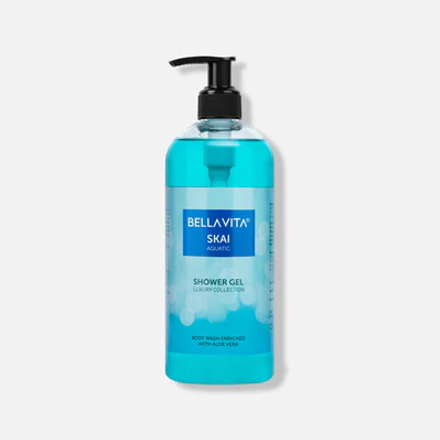 BELLAVITA®
SKAI
AQUATIC
SHOWER GEL
LUXURY COLLECTION
BODY WASH ENRICHED
WITH ALOE VERA